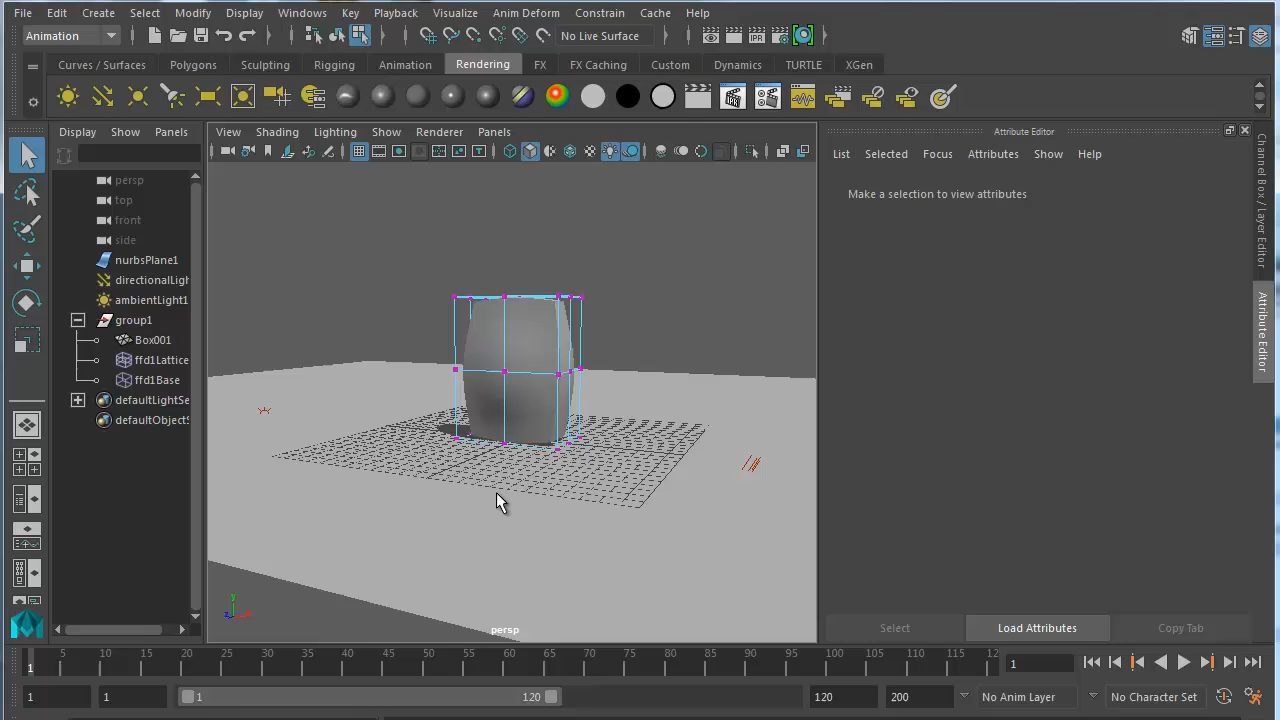 File Edit Create Select Modify Display Windows Key Playback Visualize Anim Deform Constrain Cache Help
Animation No Live Surface IPR
Curves / Surfaces Polygons Sculpting Rigging Animation Rendering FX FX Caching Custom Dynamics TURTLE XGen
Display Show Panels
persp
top
front
side
nurbsPlane1
directionalLigh
ambientLight1
group1
Box001
ffd1Lattice
ffd1Base
defaultLightSe
defaultObjectS
View Shading Lighting Show Renderer Panels
y
z
x
persp
Attribute Editor
List Selected Focus Attributes Show Help
Make a selection to view attributes
Select Load Attributes Copy Tab
Channel Box / Layer Editor
Attribute Editor
1 5 10 15 20 25 30 35 40 45 50 55 60 65 70 75 80 85 90 95 100 105 110 115 12 1
1 1 1 120 120 200 No Anim Layer No Character Set